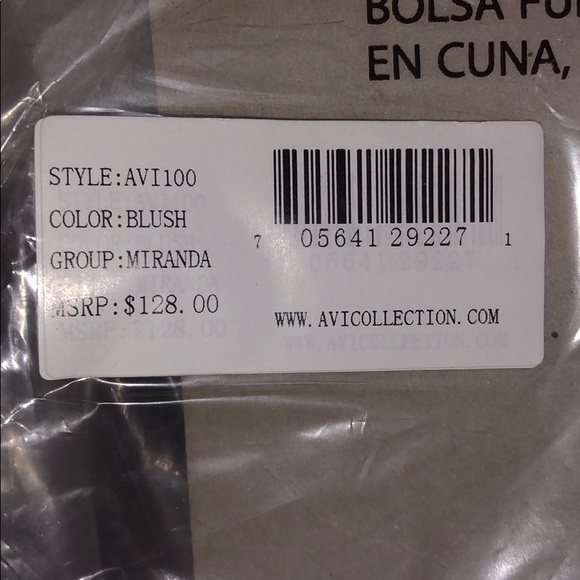 BOLSA
EN CUNA,
STYLE:AVI100
COLOR:BLUSH
GROUP:MIRANDA
MSRP:$128.00
7 05641 29227 1
WWW.AVICOLLECTION.COM